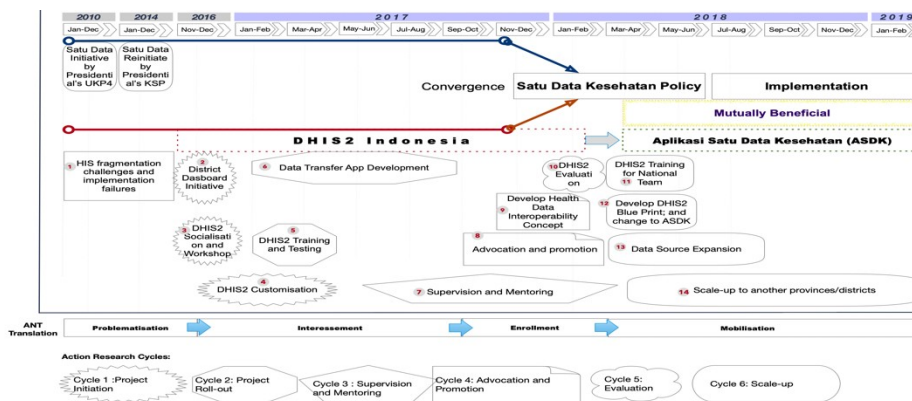 2010
2014
2016
2017
2018
2019
Jan-Dec
Jan-Dec
Nov-Dec
Jan-Feb
Mar-Apr
May-Jun
Jul-Aug
Sep-Oct
Nov-Dec
Jan-Feb
Mar-Apr
May-Jun
Jul-Aug
Sep-Oct
Nov-Dec
Jan-Feb
Satu Data
Initiative
by
Presidenti
al's UKP4
Satu Data
Reinitiate
by
Presidenti
al's KSP
Convergence
Satu Data Kesehatan Policy
Implementation
Mutually Beneficial
DHIS2 Indonesia
Aplikasi Satu Data Kesehatan (ASDK)
1 HIS fragmentation
challenges and
implementation
failures
2
District
Dasboard
Initiative
6 Data Transfer App Development
10 DHIS2
Evaluati
on
DHIS2 Training
for National
Team
11
Develop Health
Data
9 Interoperability
Concept
12 Develop DHIS2
Blue Print; and
change to ASDK
3 DHIS2
Socialisati
on and
Workshop
5
DHIS2 Training
and Testing
8
Advocation and promotion
13 Data Source Expansion
4
DHIS2 Customisation
7 Supervision and Mentoring
14 Scale-up to another provinces/districts
ANT
Translation
Problematisation
Interessement
Enrollment
Mobilisation
Action Research Cycles:
Cycle 1 :Project
Initiation
Cycle 2: Project
Roll-out
Cycle 3 : Supervision
and Mentoring
Cycle 4: Advocation and
Promotion
Cycle 5:
Evaluation
Cycle 6: Scale-up